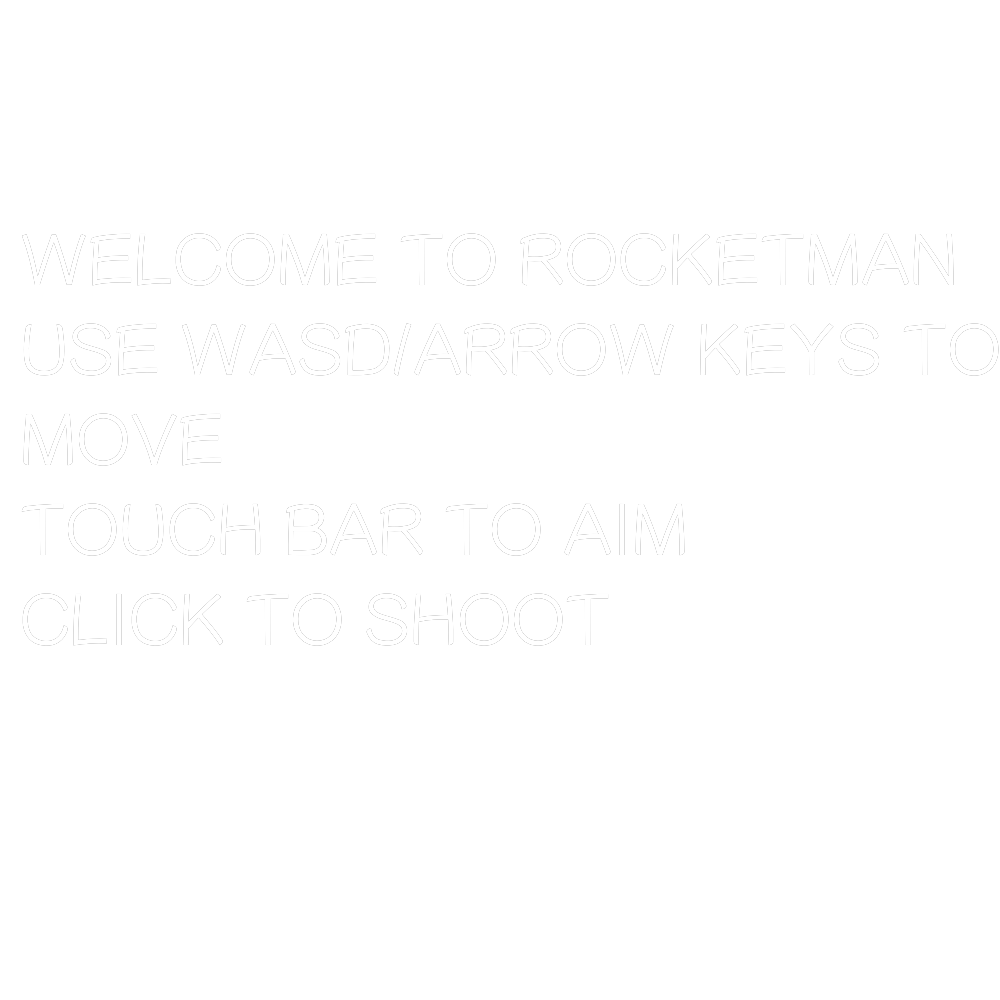 WELCOME TO ROCKETMAN
USE WASD/ARROW KEYS TO
MOVE
TOUCH BAR TO AIM
CLICK TO SHOOT